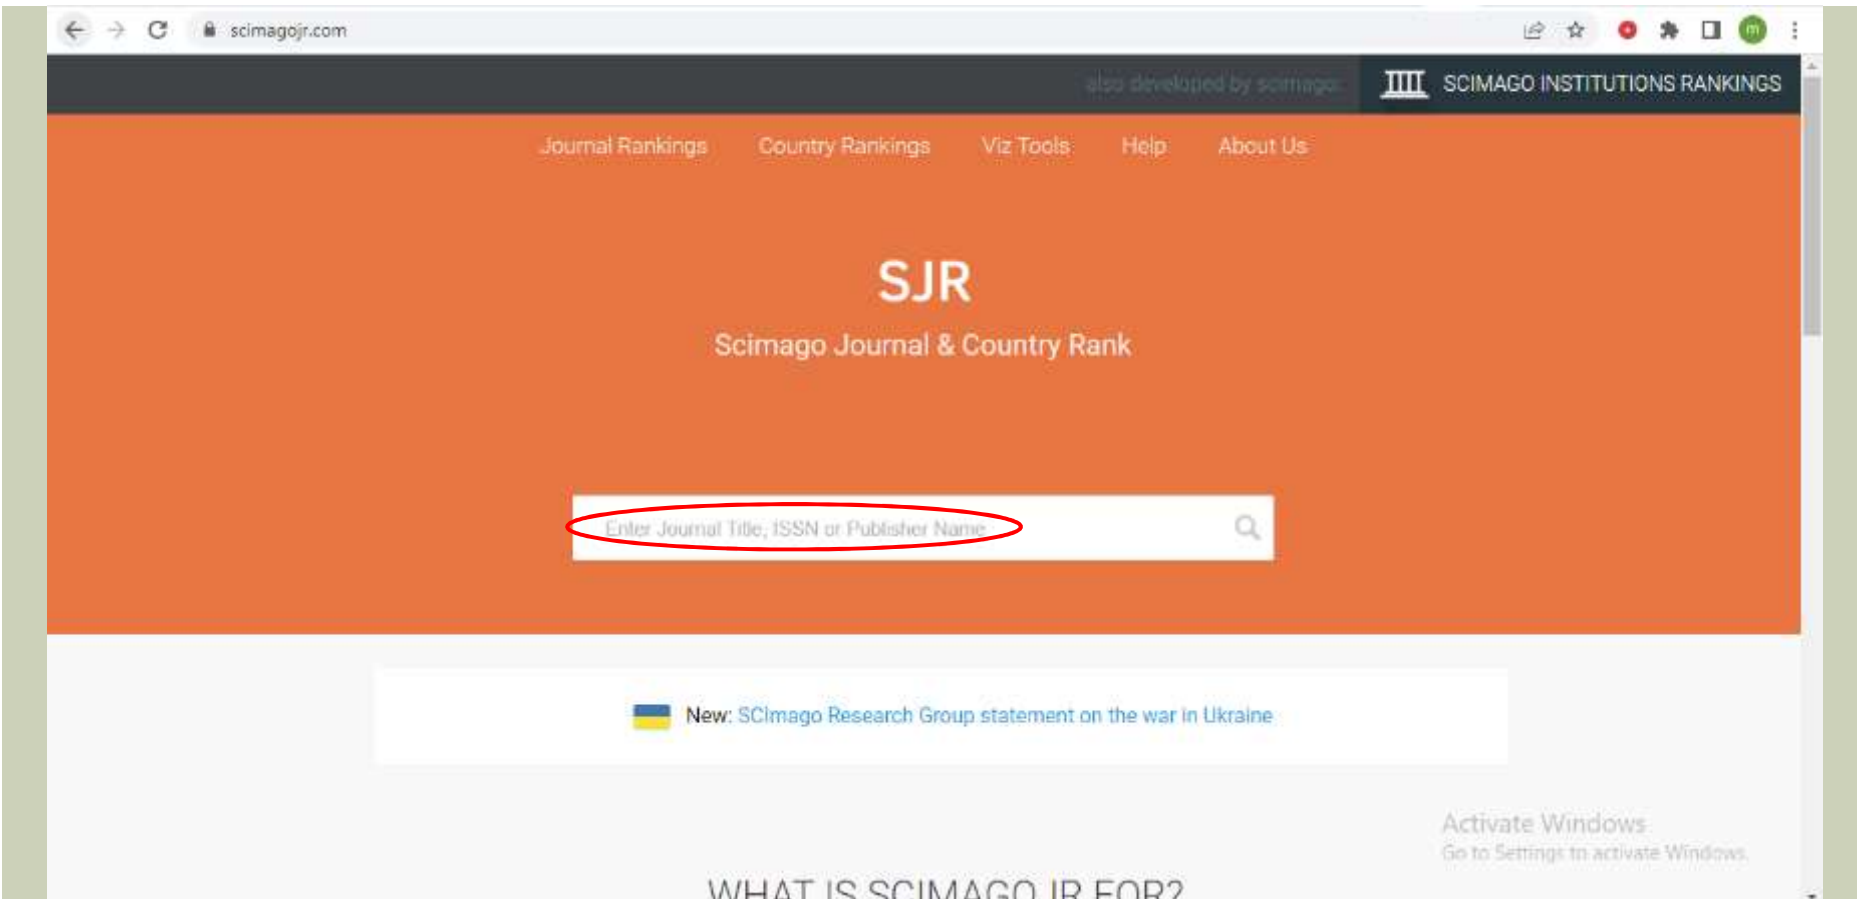 scimagojr.com
m
also developed by scimago:
SCIMAGO INSTITUTIONS RANKINGS
Journal Rankings Country Rankings Viz Tools Help About Us
SJR
Scimago Journal & Country Rank
Enter Journal Title, ISSN or Publisher Name
New: SCImago Research Group statement on the war in Ukraine
Activate Windows
Go to Settings to activate Windows.
WHAT IS SCIMAGOJR FOR?